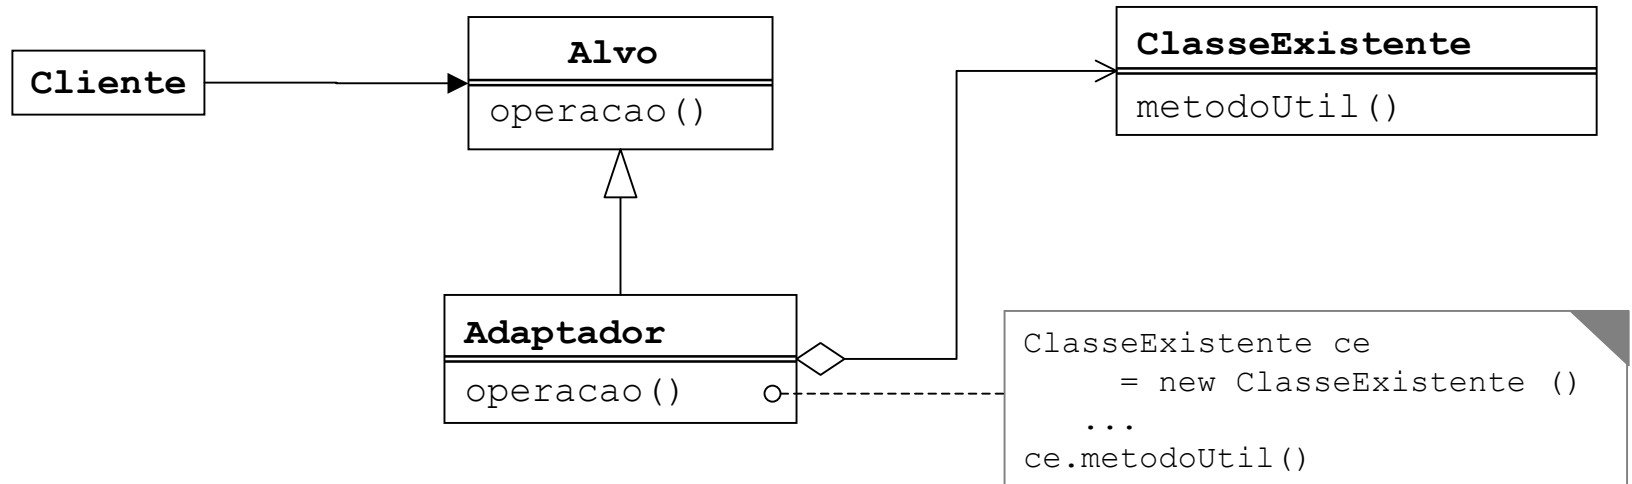 Cliente
Alvo
operacao()
ClasseExistente
metodoUtil()
Adaptador
operacao()
ClasseExistente ce
= new ClasseExistente ()
...
ce.metodoUtil()